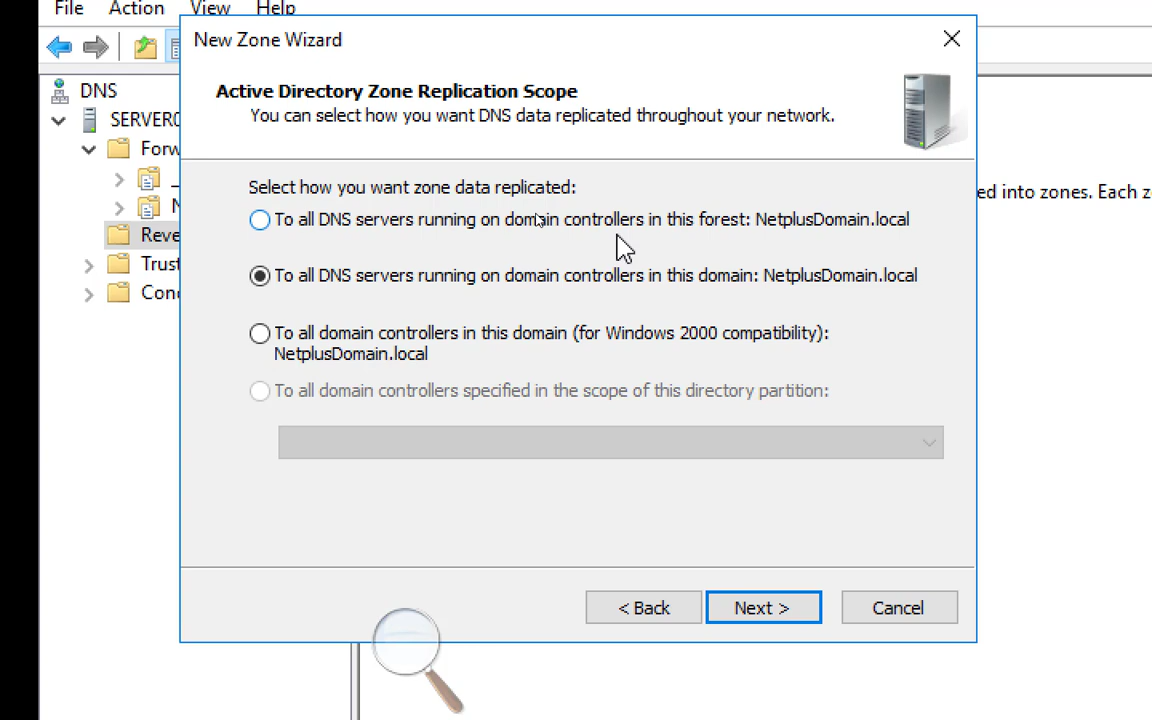 File Action View Help
New Zone Wizard
Active Directory Zone Replication Scope
You can select how you want DNS data replicated throughout your network.
DNS
SERVER0
Forw
Reve
Trust
Conc
ed into zones. Each z
Select how you want zone data replicated:
To all DNS servers running on domain controllers in this forest: NetplusDomain.local
To all DNS servers running on domain controllers in this domain: NetplusDomain.local
To all domain controllers in this domain (for Windows 2000 compatibility):
NetplusDomain.local
To all domain controllers specified in the scope of this directory partition:
< Back Next > Cancel